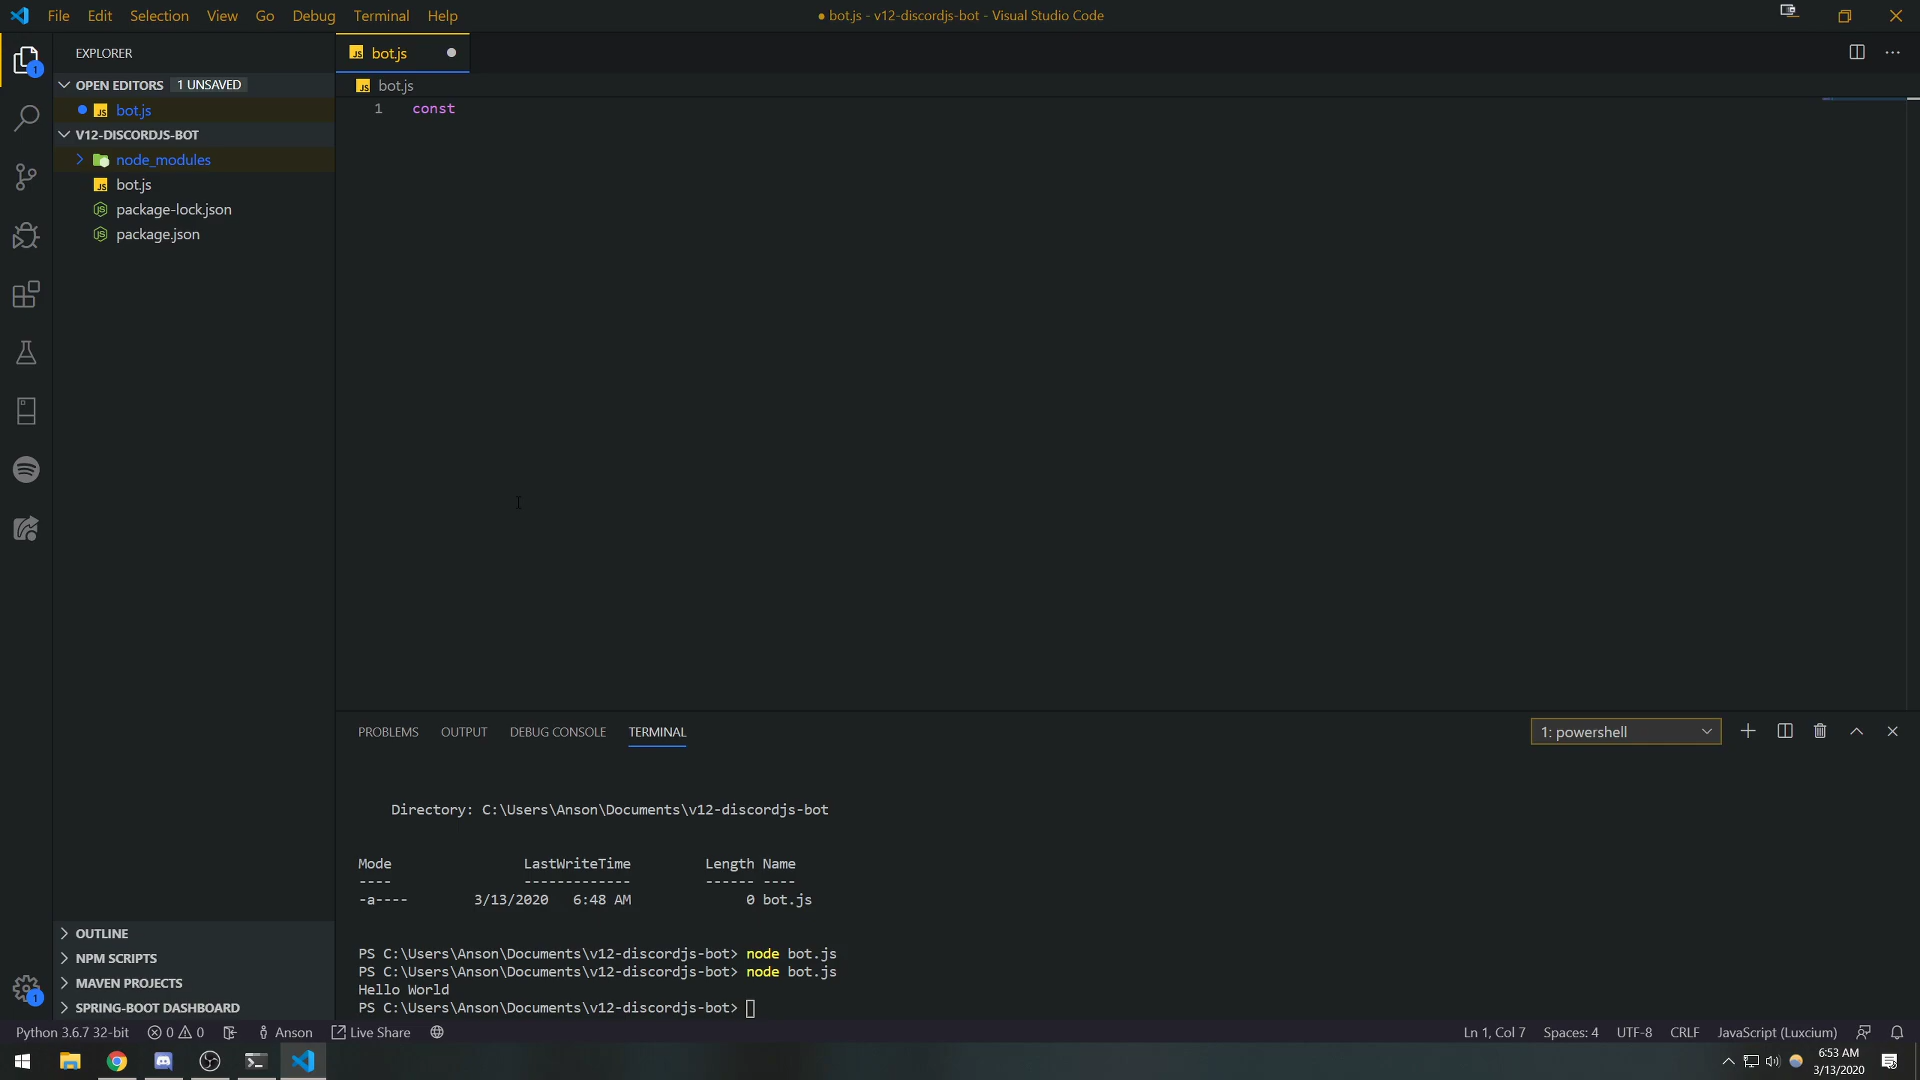 File Edit Selection View Go Debug Terminal Help
● bot.js - v12-discordjs-bot - Visual Studio Code
EXPLORER
JS bot.js
1
OPEN EDITORS 1 UNSAVED
JS bot.js
JS bot.js
1 const
V12-DISCORDJS-BOT
node_modules
JS bot.js
package-lock.json
package.json
PROBLEMS OUTPUT DEBUG CONSOLE TERMINAL
1: powershell
Directory: C:\Users\Anson\Documents\v12-discordjs-bot
Mode LastWriteTime Length Name
---- ------------- ------ ----
-a---- 3/13/2020 6:48 AM 0 bot.js
PS C:\Users\Anson\Documents\v12-discordjs-bot> node bot.js
PS C:\Users\Anson\Documents\v12-discordjs-bot> node bot.js
Hello World
PS C:\Users\Anson\Documents\v12-discordjs-bot>
OUTLINE
NPM SCRIPTS
MAVEN PROJECTS
SPRING-BOOT DASHBOARD
1
Python 3.6.7 32-bit 0 0 Anson Live Share
Ln 1, Col 7 Spaces: 4 UTF-8 CRLF JavaScript (Luxcium)
6:53 AM
3/13/2020